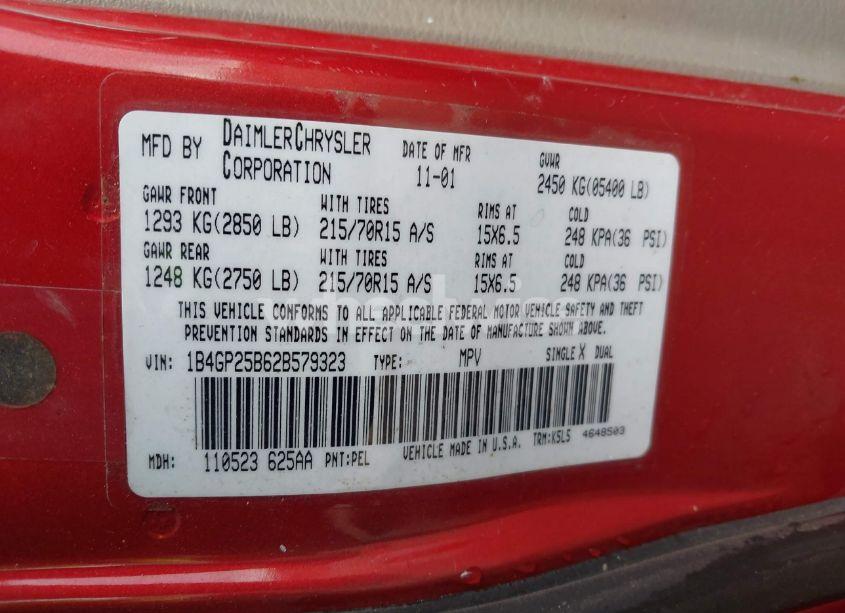 MFD BY DAIMLERCHRYSLER CORPORATION
DATE OF MFR 11-01
GVWR 2450 KG(05400 LB)
GAWR FRONT WITH TIRES RIMS AT COLD
1293 KG(2850 LB) 215/70R15 A/S 15X6.5 248 KPA(36 PSI)
GAWR REAR WITH TIRES RIMS AT COLD
1248 KG(2750 LB) 215/70R15 A/S 15X6.5 248 KPA(36 PSI)
THIS VEHICLE CONFORMS TO ALL APPLICABLE FEDERAL MOTOR VEHICLE SAFETY AND THEFT
PREVENTION STANDARDS IN EFFECT ON THE DATE OF MANUFACTURE SHOWN ABOVE.
VIN: 1B4GP25B62B579323 TYPE: MPV SINGLE X DUAL
MDH: 110523 625AA PNT:PEL VEHICLE MADE IN U.S.A. TRM:K5L5 4648503